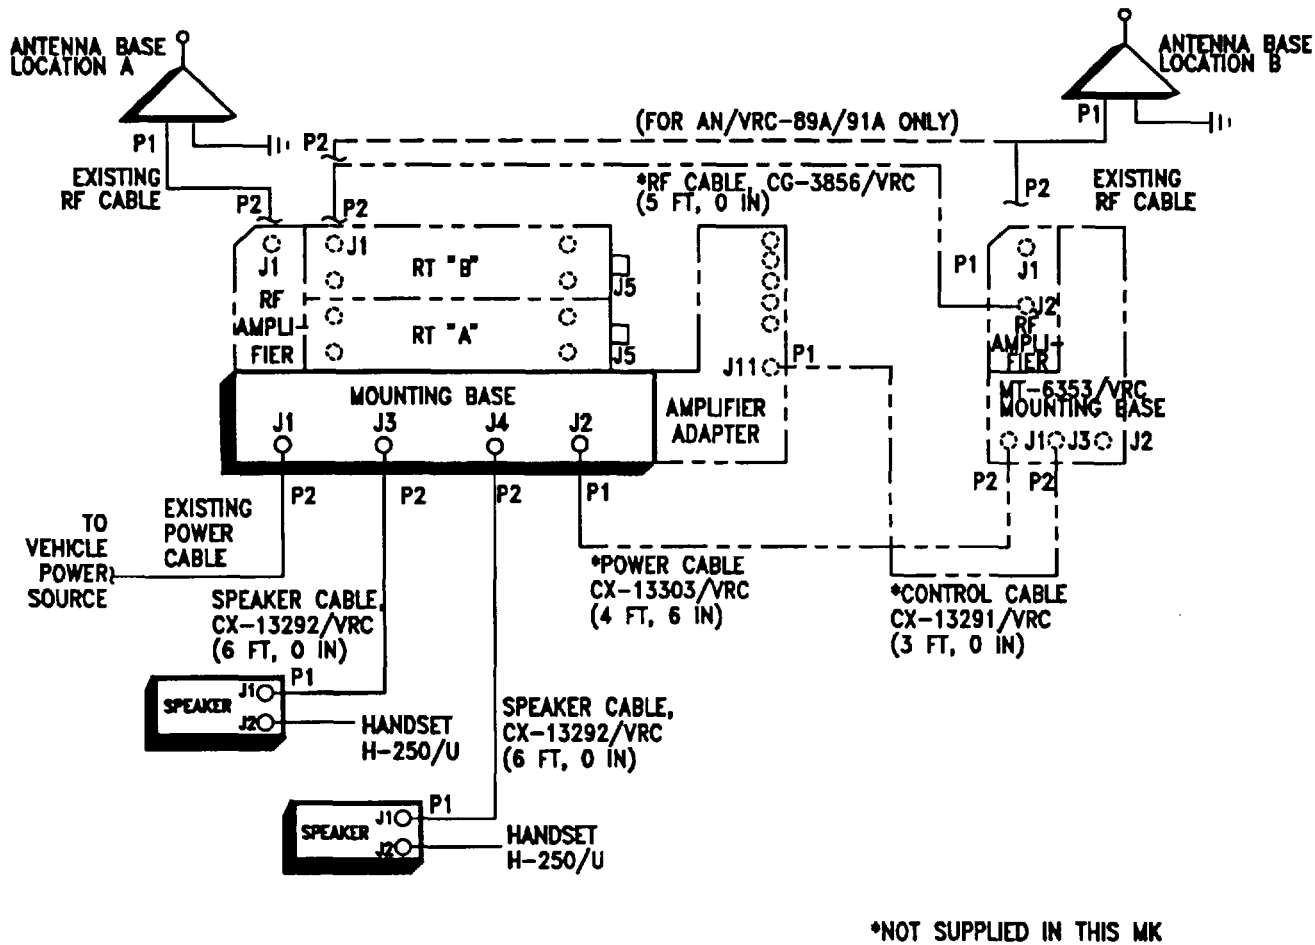 ANTENNA BASE
LOCATION A
ANTENNA BASE
LOCATION B
P1
P1
(FOR AN/VRC-89A/91A ONLY)
P2
EXISTING
RF CABLE
*RF CABLE, CG-3856/VRC
(5 FT, 0 IN)
P2
EXISTING
RF CABLE
P2
P2
J1
J1
RT "B"
J5
P1
J1
RF
AMPLI-
FIER
RT "A"
J5
J2
RF
AMPLI-
FIER
J11
P1
MOUNTING BASE
AMPLIFIER
ADAPTER
MT-6353/VRC
MOUNTING BASE
J1
J3
J4
J2
J1
J3
J2
P2
P2
P2
P1
P2
P2
EXISTING
POWER
CABLE
TO
VEHICLE
POWER
SOURCE
*POWER CABLE
CX-13303/VRC
(4 FT, 6 IN)
*CONTROL CABLE
CX-13291/VRC
(3 FT, 0 IN)
SPEAKER CABLE,
CX-13292/VRC
(6 FT, 0 IN)
P1
SPEAKER
J1
J2
HANDSET
H-250/U
SPEAKER CABLE,
CX-13292/VRC
(6 FT, 0 IN)
P1
SPEAKER
J1
J2
HANDSET
H-250/U
*NOT SUPPLIED IN THIS MK